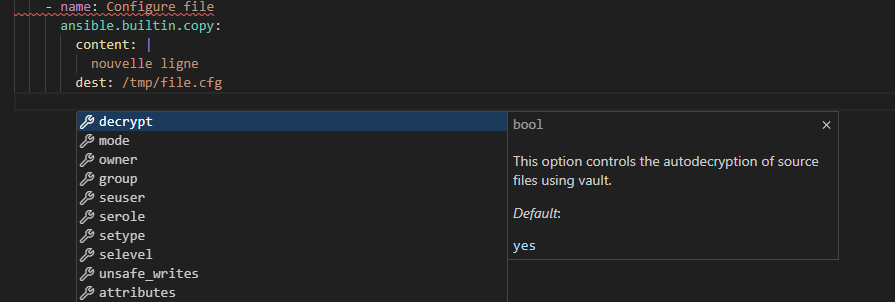 - name: Configure file
ansible.builtin.copy:
content: |
nouvelle ligne
dest: /tmp/file.cfg
decrypt
mode
owner
group
seuser
serole
setype
selevel
unsafe_writes
attributes
bool ×
This option controls the autodecryption of source
files using vault.
Default:
yes